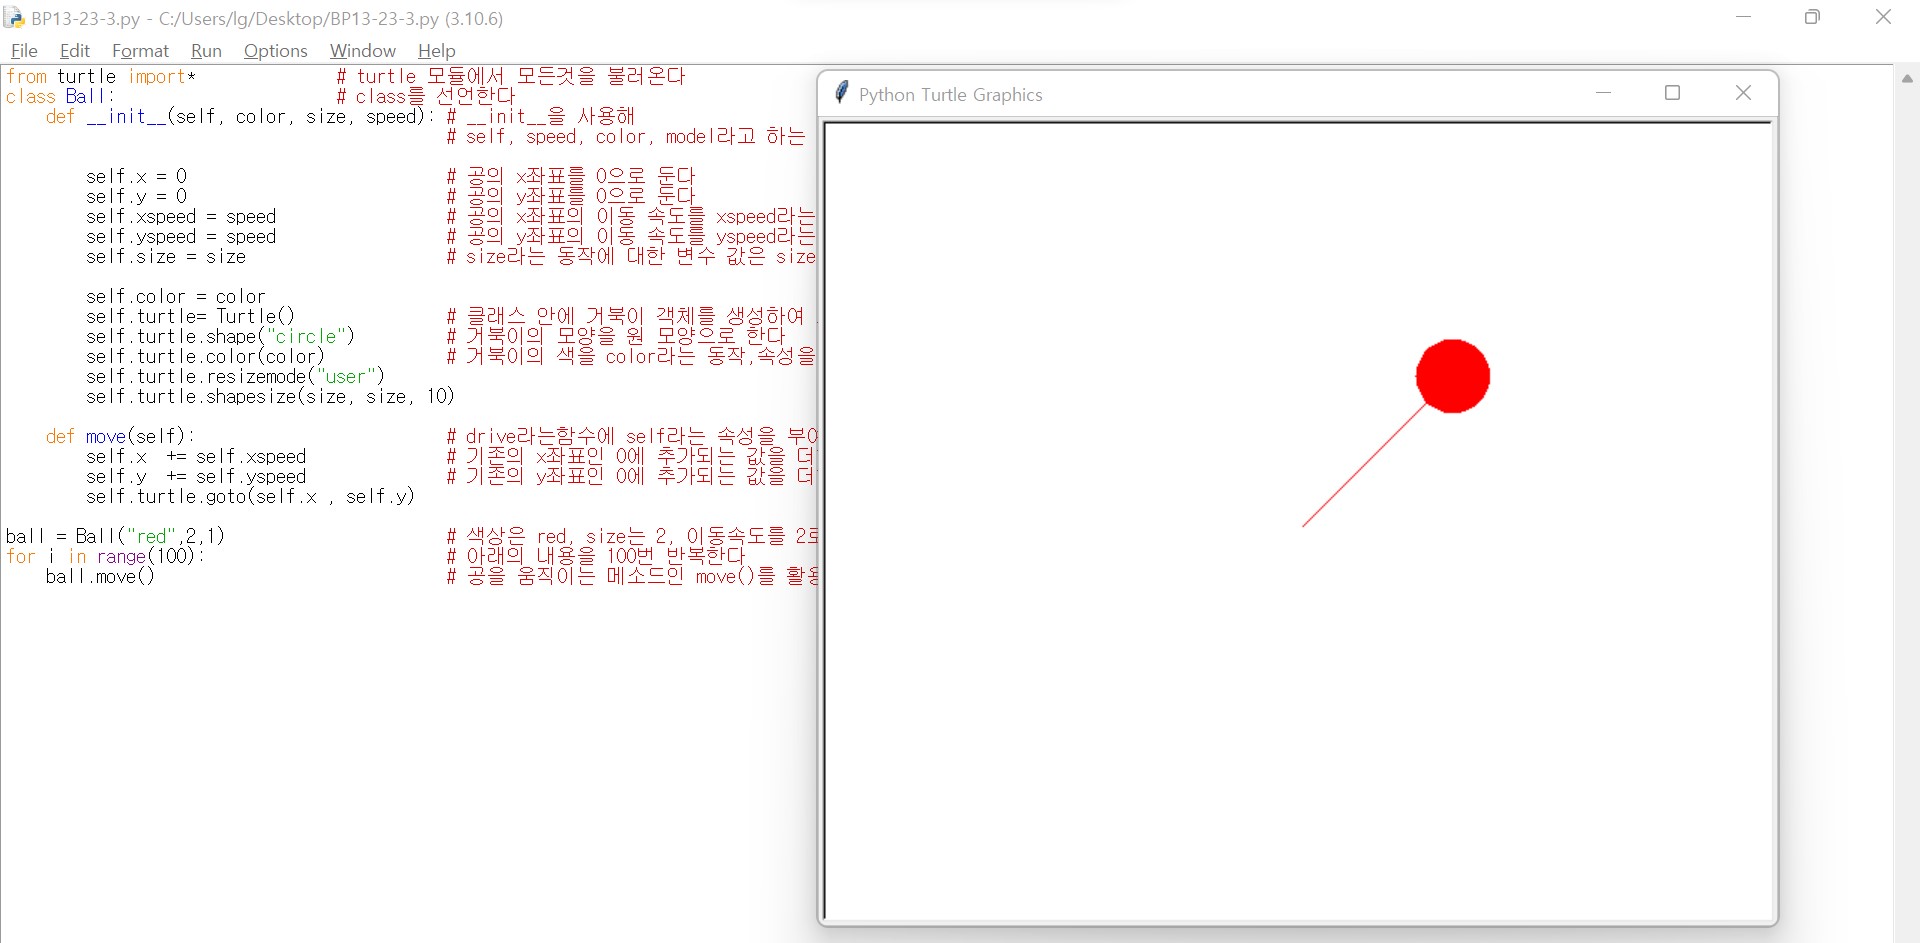 BP13-23-3.py - C:/Users/lg/Desktop/BP13-23-3.py (3.10.6)
File Edit Format Run Options Window Help
from turtle import* # turtle 모듈에서 모든것을 불러온다
class Ball: # class를 선언한다
def __init__(self, color, size, speed): # __init__을 사용해
# self, speed, color, model라고 하는
self.x = 0 # 공의 x좌표를 0으로 둔다
self.y = 0 # 공의 y좌표를 0으로 둔다
self.xspeed = speed # 공의 x좌표의 이동 속도를 xspeed라는
self.yspeed = speed # 공의 y좌표의 이동 속도를 yspeed라는
self.size = size # size라는 동작에 대한 변수 값은 size
self.color = color
self.turtle= Turtle() # 클래스 안에 거북이 객체를 생성하여
self.turtle.shape("circle") # 거북이의 모양을 원 모양으로 한다
self.turtle.color(color) # 거북이의 색을 color라는 동작,속성을
self.turtle.resizemode("user")
self.turtle.shapesize(size, size, 10)
def move(self): # drive라는함수에 self라는 속성을 부여
self.x += self.xspeed # 기존의 x좌표인 0에 추가되는 값을 더
self.y += self.yspeed # 기존의 y좌표인 0에 추가되는 값을 더
self.turtle.goto(self.x , self.y)
ball = Ball("red",2,1) # 색상은 red, size는 2, 이동속도를 2로
for i in range(100): # 아래의 내용을 100번 반복한다
ball.move() # 공을 움직이는 메소드인 move()를 활용
Python Turtle Graphics